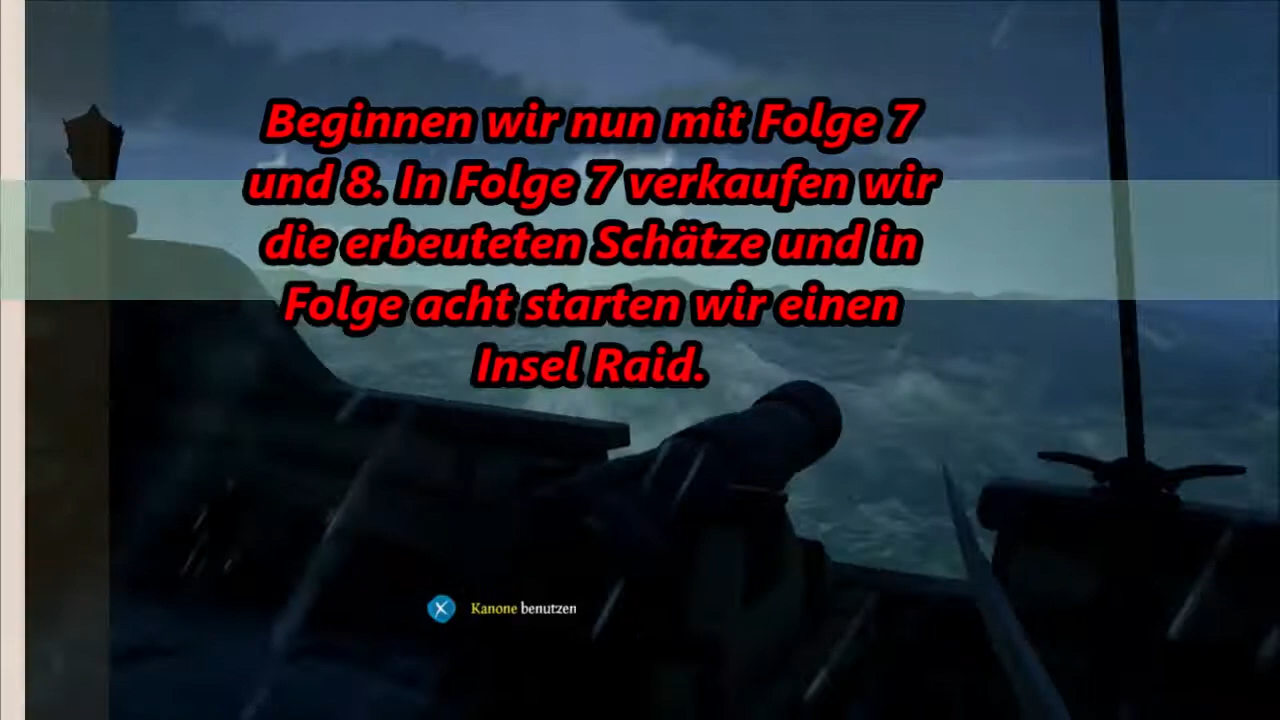 Beginnen wir nun mit Folge 7
und 8. In Folge 7 verkaufen wir
die erbeuteten Schätze und in
Folge acht starten wir einen
Insel Raid.
X Kanone benutzen